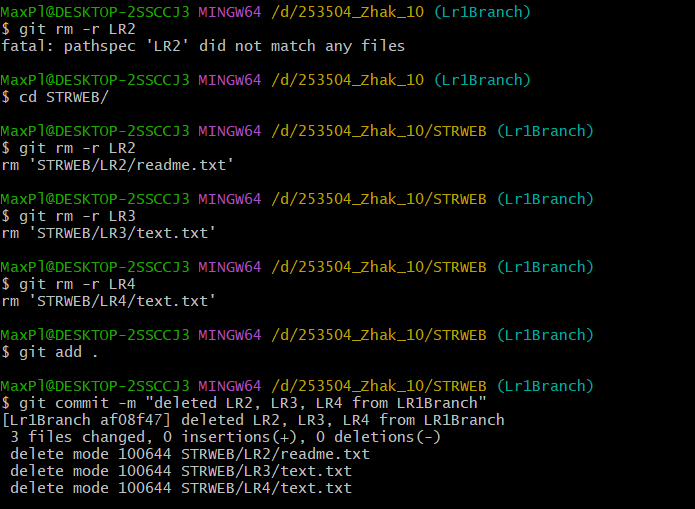 MaxPl@DESKTOP-2SSCCJ3 MINGW64 /d/253504_Zhak_10 (Lr1Branch)
$ git rm -r LR2
fatal: pathspec 'LR2' did not match any files
MaxPl@DESKTOP-2SSCCJ3 MINGW64 /d/253504_Zhak_10 (Lr1Branch)
$ cd STRWEB/
MaxPl@DESKTOP-2SSCCJ3 MINGW64 /d/253504_Zhak_10/STRWEB (Lr1Branch)
$ git rm -r LR2
rm 'STRWEB/LR2/readme.txt'
MaxPl@DESKTOP-2SSCCJ3 MINGW64 /d/253504_Zhak_10/STRWEB (Lr1Branch)
$ git rm -r LR3
rm 'STRWEB/LR3/text.txt'
MaxPl@DESKTOP-2SSCCJ3 MINGW64 /d/253504_Zhak_10/STRWEB (Lr1Branch)
$ git rm -r LR4
rm 'STRWEB/LR4/text.txt'
MaxPl@DESKTOP-2SSCCJ3 MINGW64 /d/253504_Zhak_10/STRWEB (Lr1Branch)
$ git add .
MaxPl@DESKTOP-2SSCCJ3 MINGW64 /d/253504_Zhak_10/STRWEB (Lr1Branch)
$ git commit -m "deleted LR2, LR3, LR4 from LR1Branch"
[Lr1Branch af08f47] deleted LR2, LR3, LR4 from LR1Branch
3 files changed, 0 insertions(+), 0 deletions(-)
delete mode 100644 STRWEB/LR2/readme.txt
delete mode 100644 STRWEB/LR3/text.txt
delete mode 100644 STRWEB/LR4/text.txt